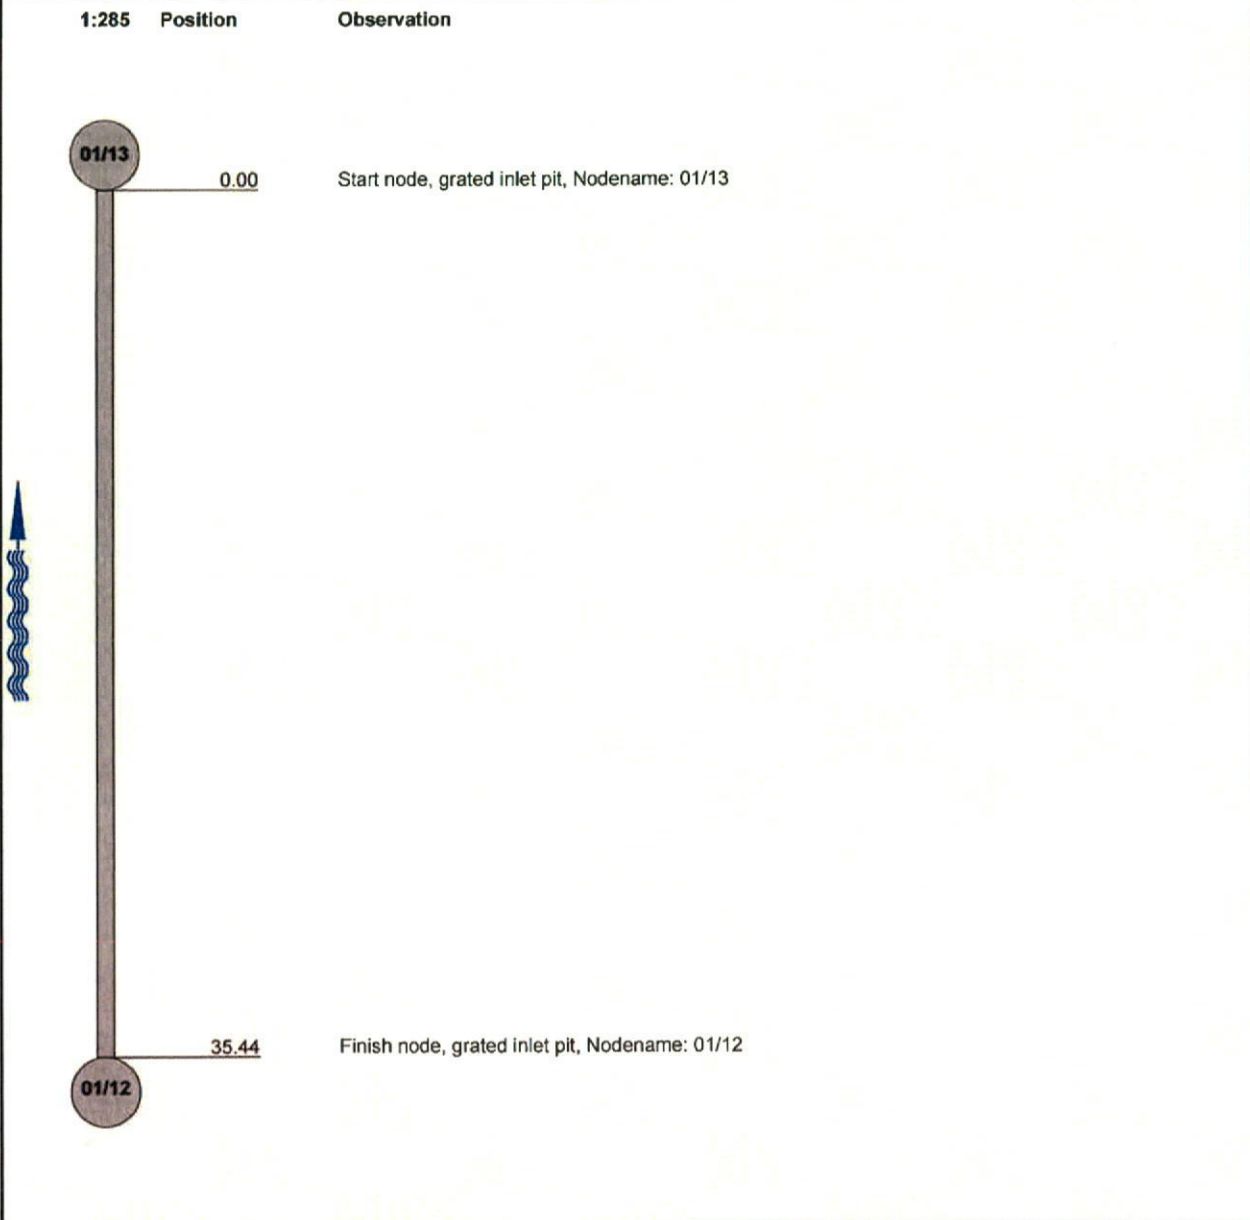 1:285 Position Observation
01/13
0.00 Start node, grated inlet pit, Nodename: 01/13
35.44 Finish node, grated inlet pit, Nodename: 01/12
01/12